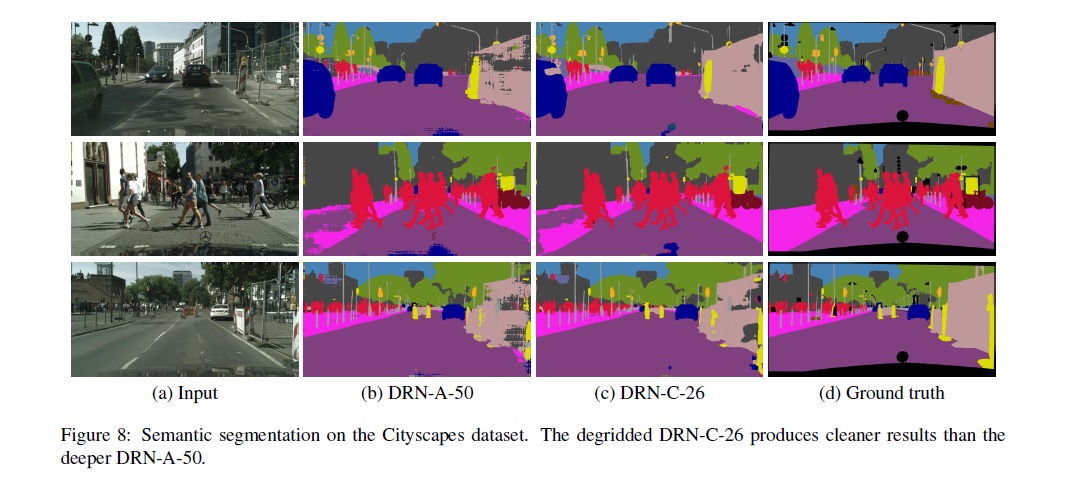 (a) Input
(b) DRN-A-50
(c) DRN-C-26
(d) Ground truth
Figure 8: Semantic segmentation on the Cityscapes dataset. The degridded DRN-C-26 produces cleaner results than the
deeper DRN-A-50.